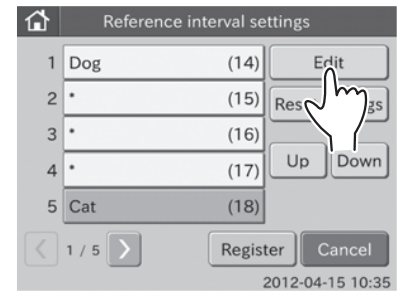 Reference interval settings
1 Dog (14) Edit
2 * (15)
3 * (16)
4 * (17) Up Down
5 Cat (18)
1 / 5 Register Cancel
2012-04-15 10:35